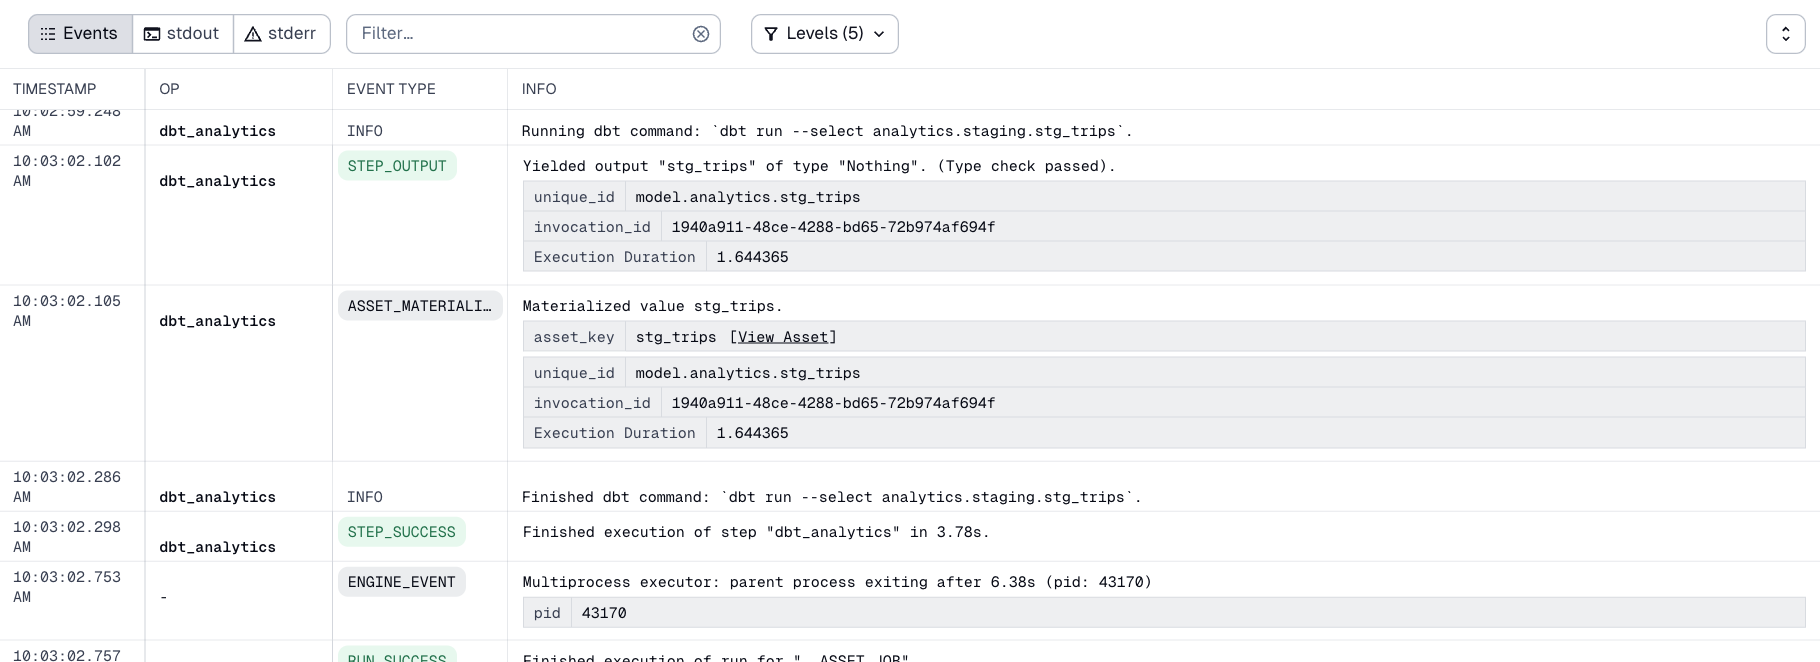 Events stdout stderr Filter... Levels (5)
TIMESTAMP OP EVENT TYPE INFO
10:02:59.248
AM dbt_analytics INFO Running dbt command: `dbt run --select analytics.staging.stg_trips`.
10:03:02.102 STEP_OUTPUT Yielded output "stg_trips" of type "Nothing". (Type check passed).
AM dbt_analytics
unique_id model.analytics.stg_trips
invocation_id 1940a911-48ce-4288-bd65-72b974af694f
Execution Duration 1.644365
10:03:02.105 ASSET_MATERIALI... Materialized value stg_trips.
AM dbt_analytics
asset_key stg_trips [View Asset]
unique_id model.analytics.stg_trips
invocation_id 1940a911-48ce-4288-bd65-72b974af694f
Execution Duration 1.644365
10:03:02.286
AM dbt_analytics INFO Finished dbt command: `dbt run --select analytics.staging.stg_trips`.
10:03:02.298 STEP_SUCCESS Finished execution of step "dbt_analytics" in 3.78s.
AM dbt_analytics
10:03:02.753 ENGINE_EVENT Multiprocess executor: parent process exiting after 6.38s (pid: 43170)
AM -
pid 43170
10:03:02.757 RUN_SUCCESS Finished execution of run for "__ASSET_JOB".